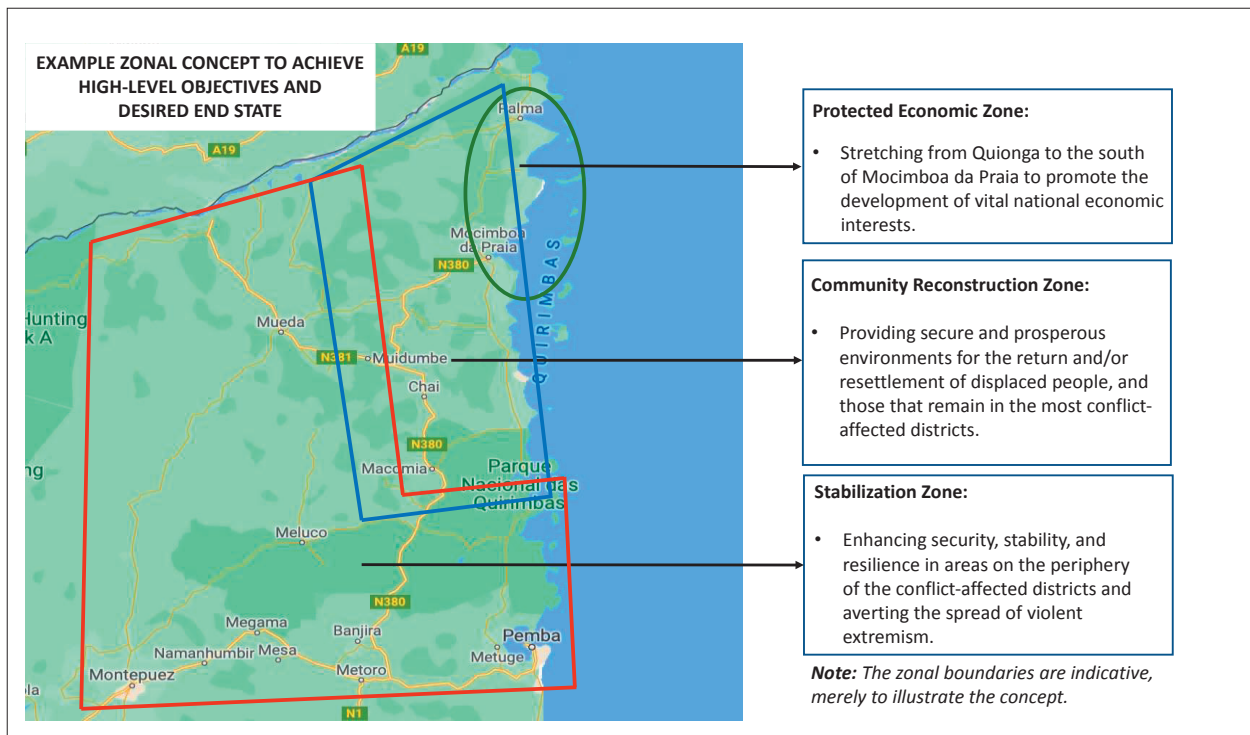 EXAMPLE ZONAL CONCEPT TO ACHIEVE
HIGH-LEVEL OBJECTIVES AND
DESIRED END STATE
A19
A19
Palma
Mocimboa
da Praia
N380
QUIRIMBAS
Hunting
k A
Mueda
N381
Muidumbe
Chai
N380
Macomia
Parque
Nacional das
Quirimbas
ng
Meluco
N380
Megama
Banjira
Pemba
Namanhumbir
Mesa
Metuge
Montepuez
Metoro
ola
N1
Protected Economic Zone:
• Stretching from Quionga to the south
of Mocimboa da Praia to promote the
development of vital national economic
interests.
Community Reconstruction Zone:
• Providing secure and prosperous
environments for the return and/or
resettlement of displaced people, and
those that remain in the most conflict-
affected districts.
Stabilization Zone:
• Enhancing security, stability, and
resilience in areas on the periphery
of the conflict-affected districts and
averting the spread of violent
extremism.
Note: The zonal boundaries are indicative,
merely to illustrate the concept.